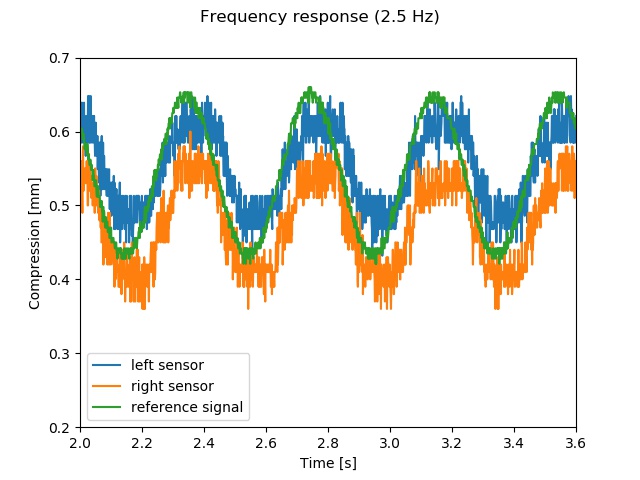 Frequency response (2.5 Hz)
0.7
0.6
0.5
0.4
0.3
0.2
Compression [mm]
left sensor
right sensor
reference signal
2.0 2.2 2.4 2.6 2.8 3.0 3.2 3.4 3.6
Time [s]